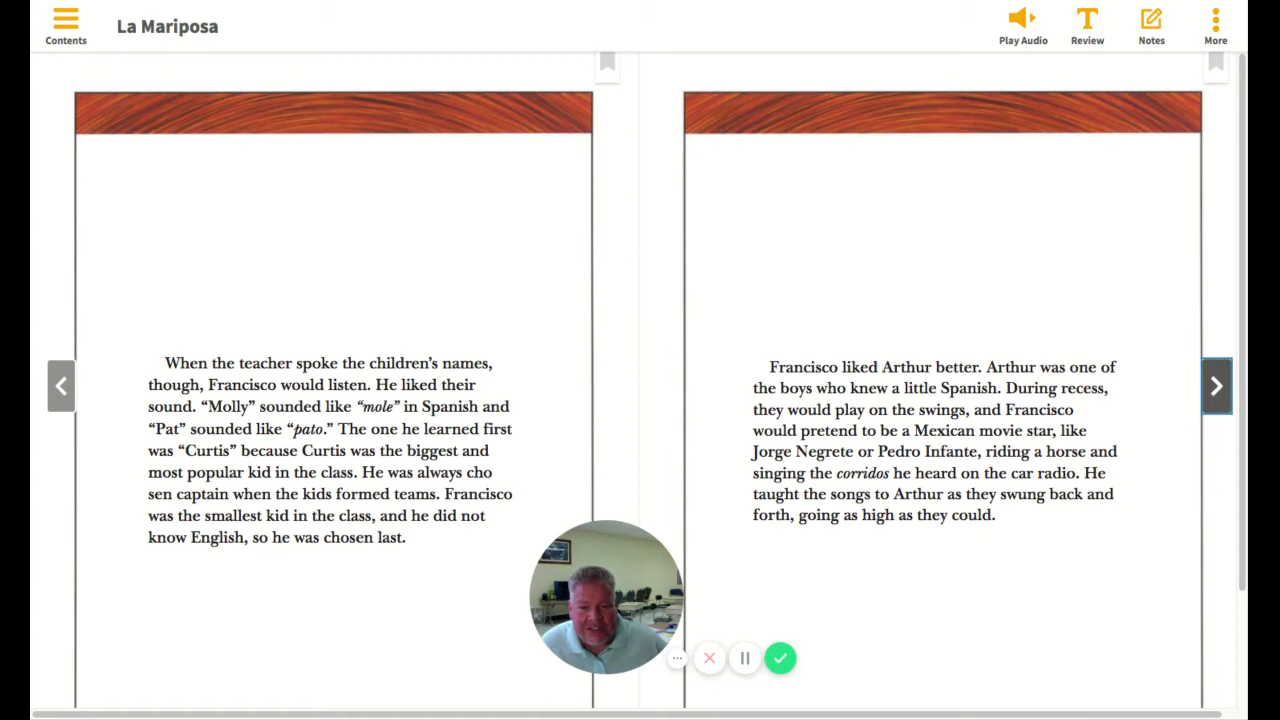 La Mariposa
Contents
Play Audio
Review
Notes
More
When the teacher spoke the children’s names,
though, Francisco would listen. He liked their
sound. “Molly” sounded like “mole” in Spanish and
“Pat” sounded like “pato.” The one he learned first
was “Curtis” because Curtis was the biggest and
most popular kid in the class. He was always cho
sen captain when the kids formed teams. Francisco
was the smallest kid in the class, and he did not
know English, so he was chosen last.
Francisco liked Arthur better. Arthur was one of
the boys who knew a little Spanish. During recess,
they would play on the swings, and Francisco
would pretend to be a Mexican movie star, like
Jorge Negrete or Pedro Infante, riding a horse and
singing the corridos he heard on the car radio. He
taught the songs to Arthur as they swung back and
forth, going as high as they could.